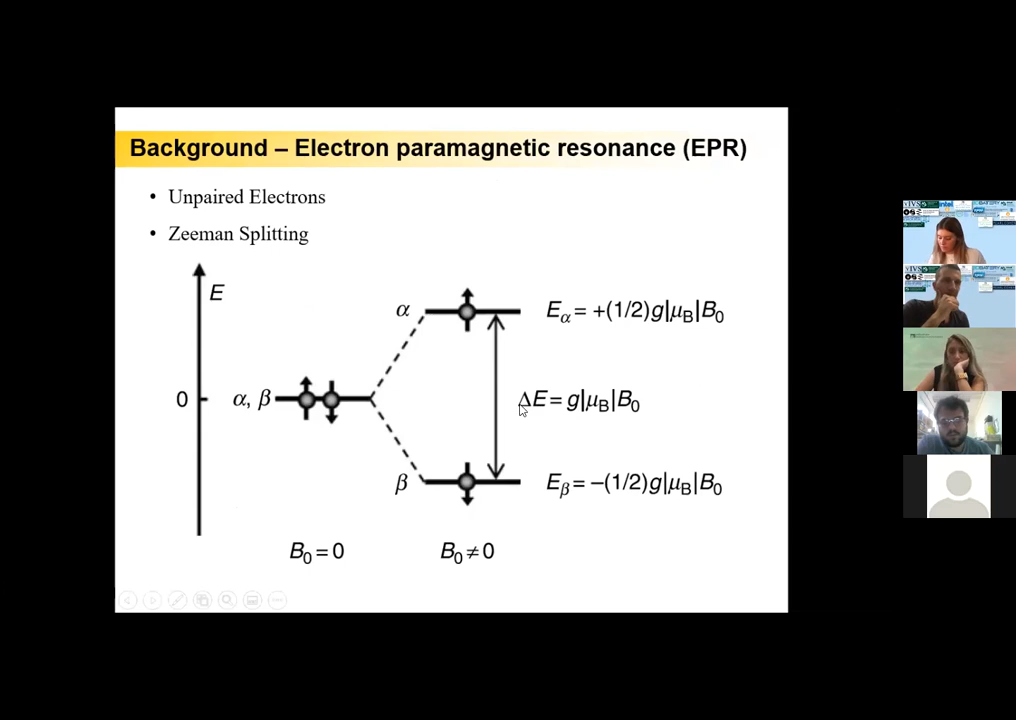 Background – Electron paramagnetic resonance (EPR)
• Unpaired Electrons
• Zeeman Splitting
E
α
Eα = +(1/2)g|μB|B0
0
α, β
ΔE = g|μB|B0
β
Eβ = –(1/2)g|μB|B0
B0 = 0
B0 ≠ 0
intel